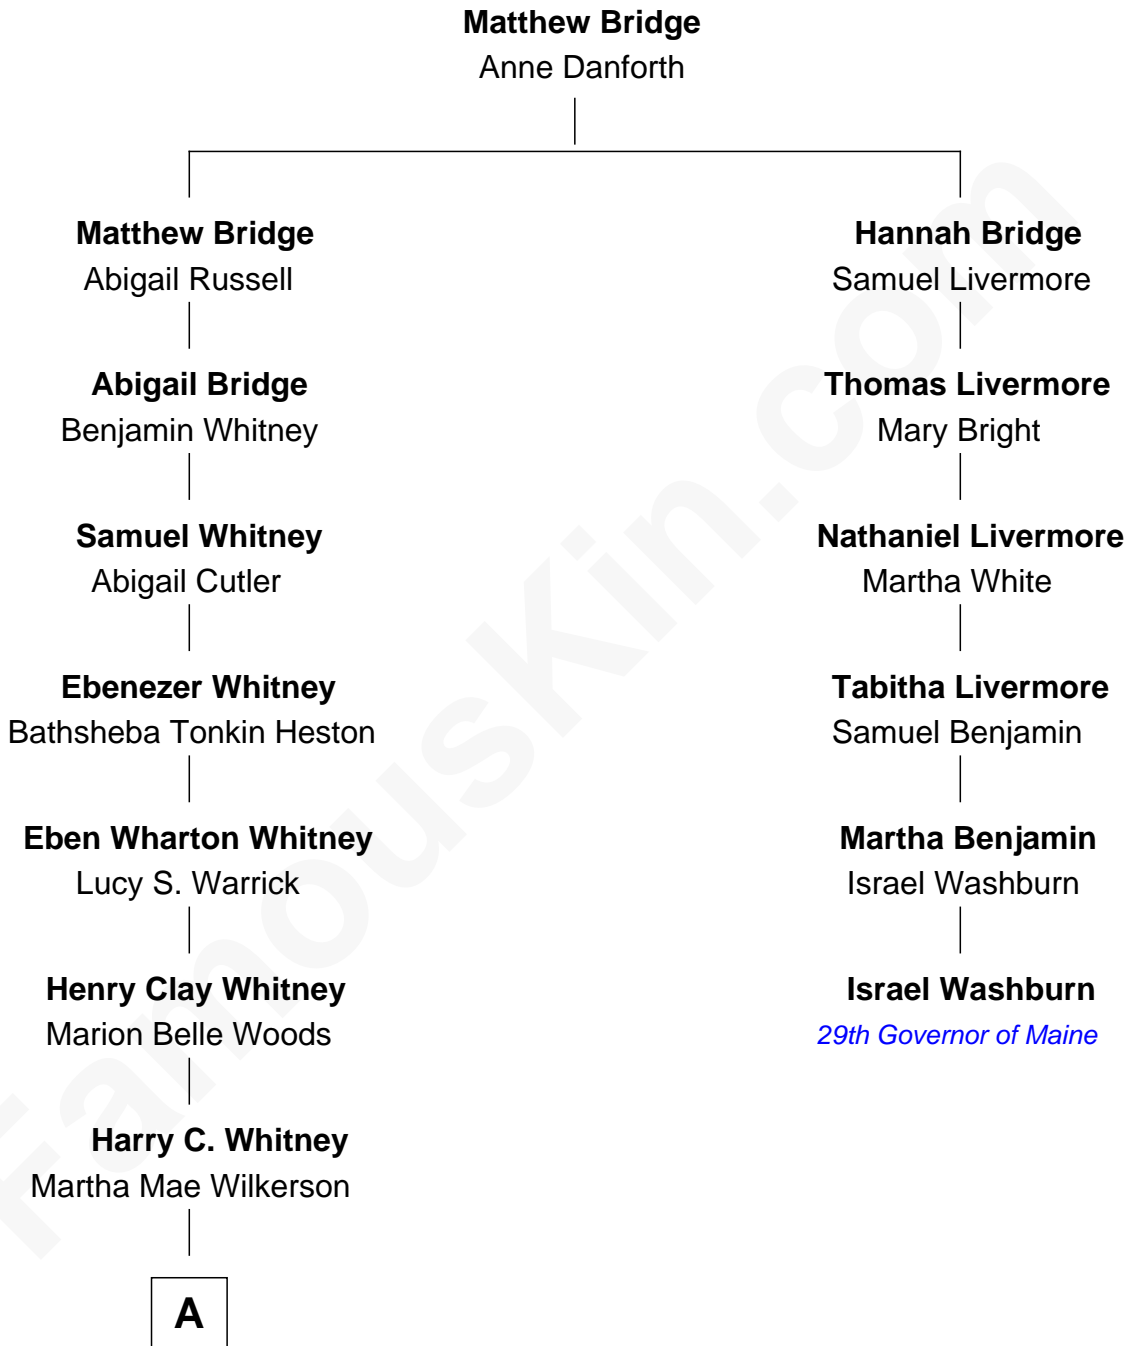 Matthew Bridge
Anne Danforth
Matthew Bridge
Abigail Russell
Hannah Bridge
Samuel Livermore
Abigail Bridge
Benjamin Whitney
Thomas Livermore
Mary Bright
Samuel Whitney
Abigail Cutler
Nathaniel Livermore
Martha White
Ebenezer Whitney
Bathsheba Tonkin Heston
Tabitha Livermore
Samuel Benjamin
Eben Wharton Whitney
Lucy S. Warrick
Martha Benjamin
Israel Washburn
Henry Clay Whitney
Marion Belle Woods
Israel Washburn
29th Governor of Maine
Harry C. Whitney
Martha Mae Wilkerson
A
FamousKin.com